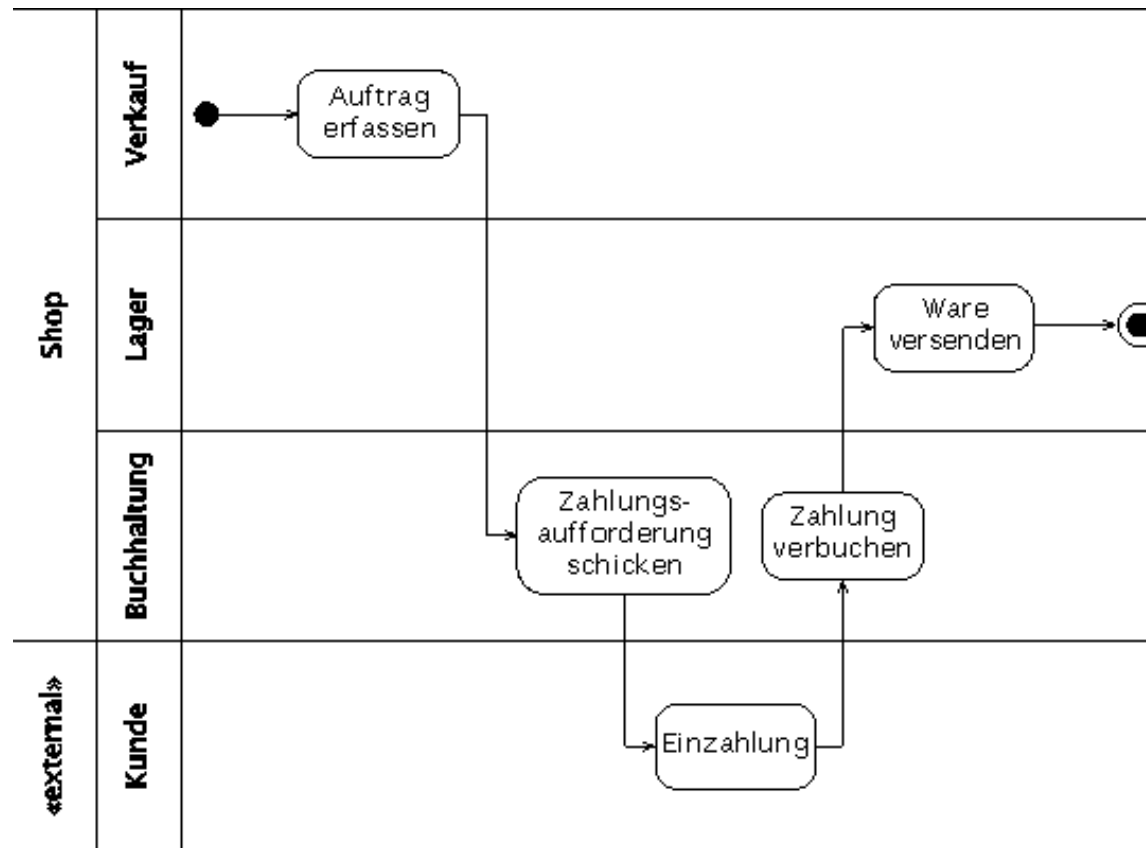 Shop
«external»
Verkauf
Lager
Buchhaltung
Kunde
Auftrag
erfassen
Ware
versenden
Zahlungs-
aufforderung
schicken
Zahlung
verbuchen
Einzahlung